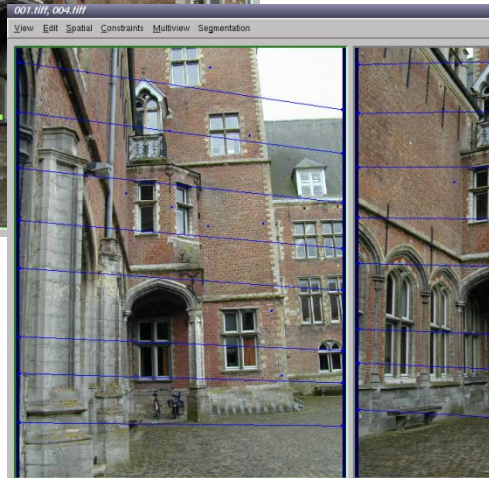 001.tiff, 004.tiff
View Edit Spatial Constraints Multiview Segmentation